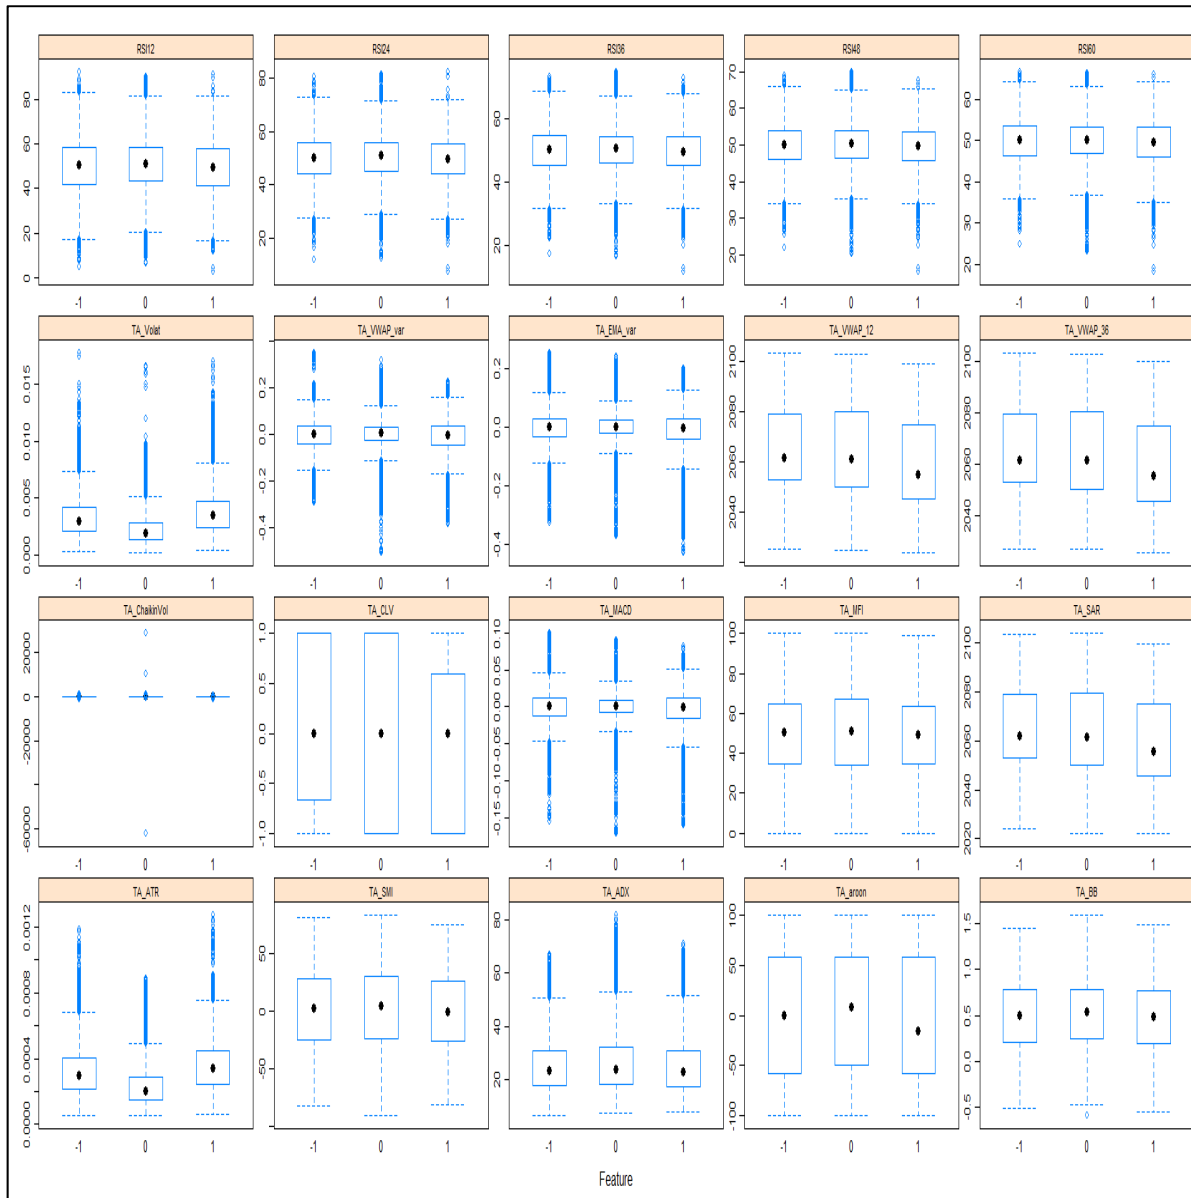 RSI12 RSI24 RSI36 RSI48 RSI60
0 20 40 50 60 80
20 40 50 60 80
20 40 60
20 30 40 50 60 70
20 30 40 50 60
-1 0 1 -1 0 1 -1 0 1 -1 0 1 -1 0 1
TA_Volat TA_VWAP_var TA_EMA_var TA_VWAP_12 TA_VWAP_36
0.000 0.005 0.010 0.015
-0.4 -0.2 0.0 0.2
-0.4 -0.2 0.0 0.2
2040 2060 2080 2100
2040 2060 2080 2100
-1 0 1 -1 0 1 -1 0 1 -1 0 1 -1 0 1
TA_ChaikinVol TA_CLV TA_MACD TA_MFI TA_SAR
-60000 -20000 0 20000
-1.0 -0.5 0.0 0.5 1.0
-0.15 -0.10 -0.05 0.00 0.05 0.10
0 20 40 60 80 100
2020 2040 2060 2080 2100
-1 0 1 -1 0 1 -1 0 1 -1 0 1 -1 0 1
TA_ATR TA_SMI TA_ADX TA_aroon TA_BB
0.0000 0.0004 0.0008 0.0012
-50 0 50
20 40 60 80
-100 -50 0 50 100
-0.5 0.0 0.5 1.0 1.5
-1 0 1 -1 0 1 -1 0 1 -1 0 1 -1 0 1
Feature